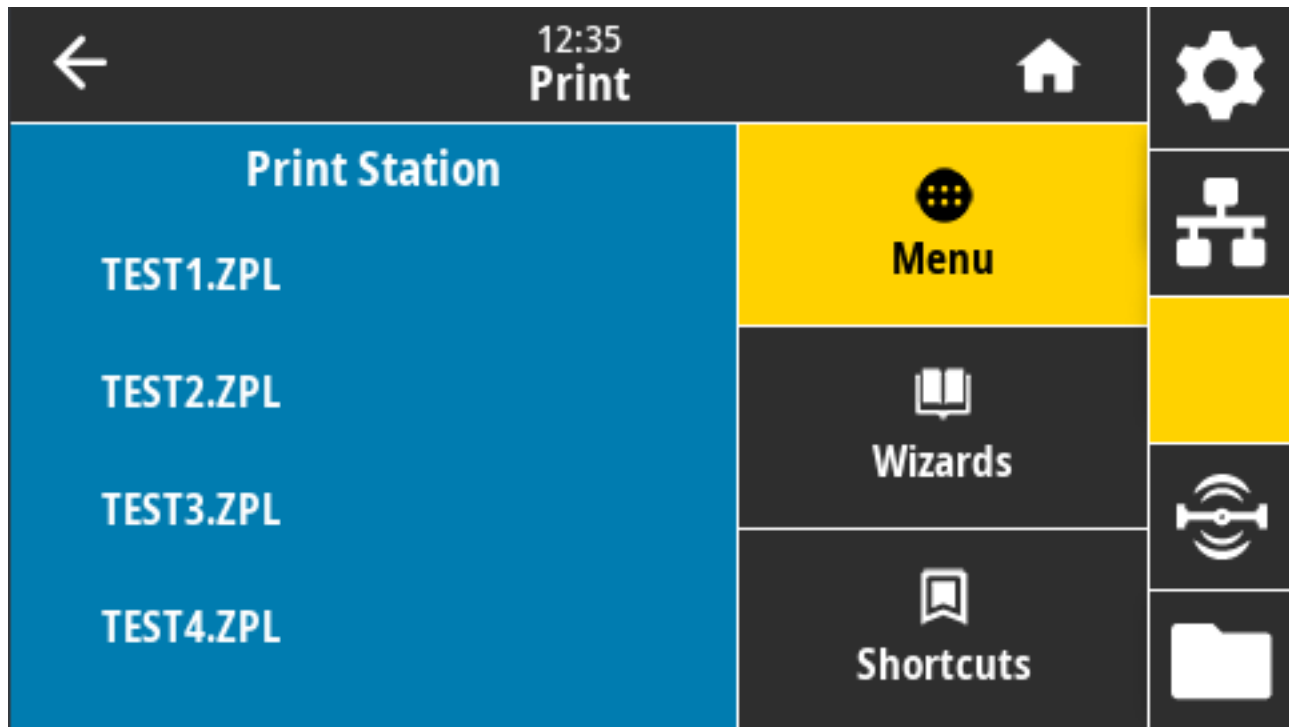 12:35
Print
Print Station
TEST1.ZPL
TEST2.ZPL
TEST3.ZPL
TEST4.ZPL
Menu
Wizards
Shortcuts